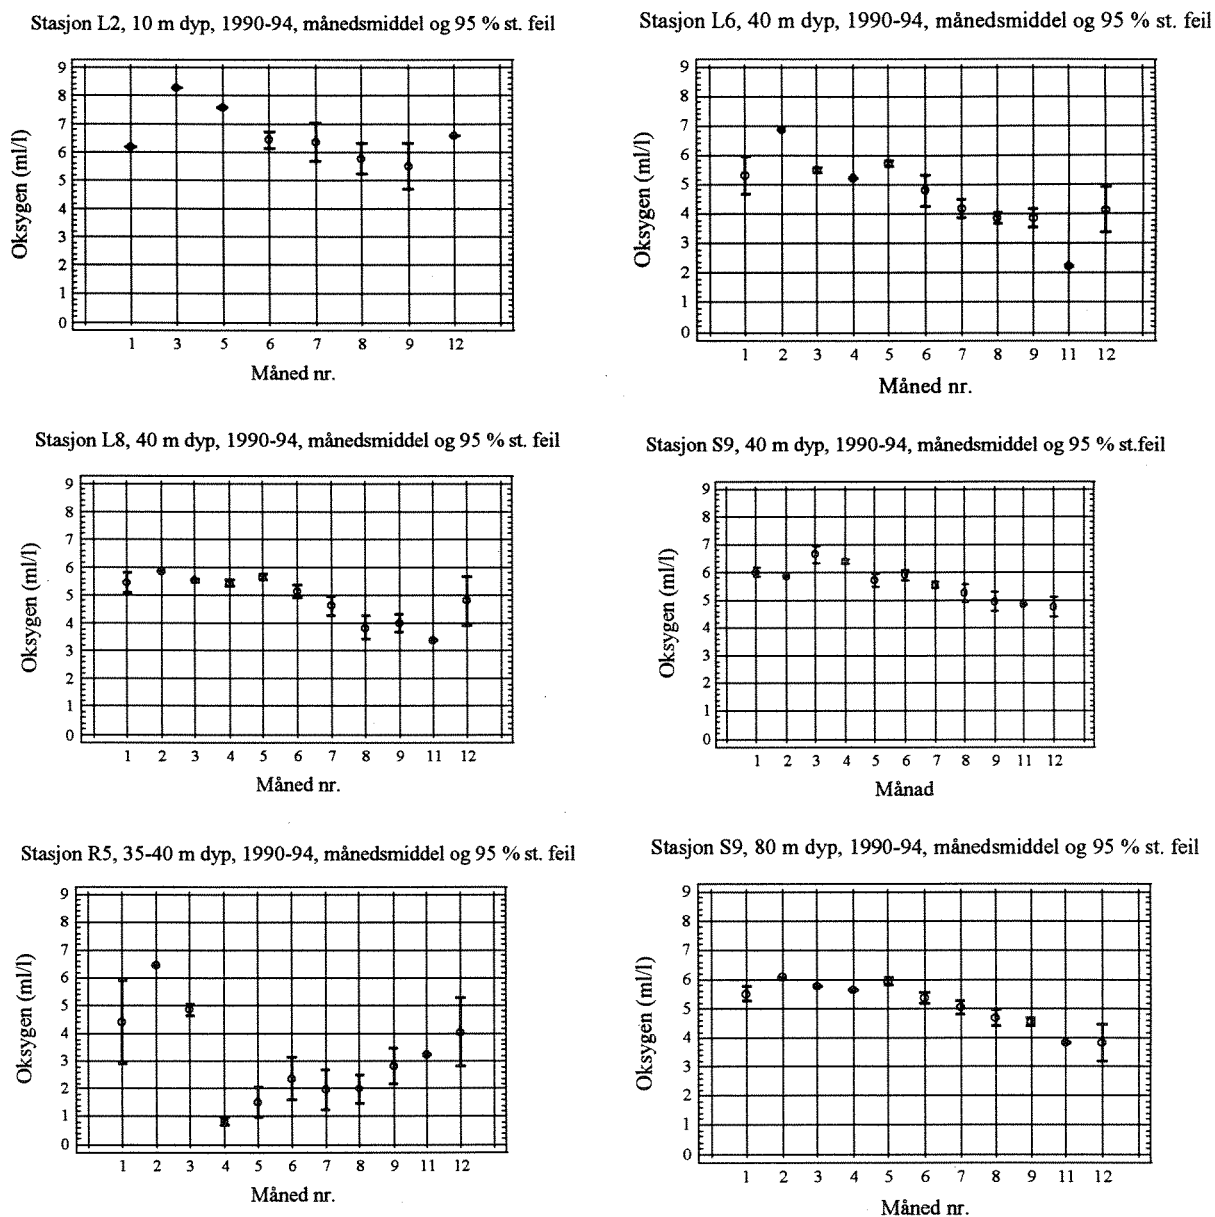 Stasjon L2, 10 m dyp, 1990-94, månedsmiddel og 95 % st. feil
Oksygen (ml/l)
9
8
7
6
5
4
3
2
1
0
1 3 5 6 7 8 9 12
Måned nr.
Stasjon L6, 40 m dyp, 1990-94, månedsmiddel og 95 % st. feil
Oksygen (ml/l)
9
8
7
6
5
4
3
2
1
0
1 2 3 4 5 6 7 8 9 11 12
Måned nr.
Stasjon L8, 40 m dyp, 1990-94, månedsmiddel og 95 % st. feil
Oksygen (ml/l)
9
8
7
6
5
4
3
2
1
0
1 2 3 4 5 6 7 8 9 11 12
Måned nr.
Stasjon S9, 40 m dyp, 1990-94, månedsmiddel og 95 % st.feil
Oksygen (ml/l)
9
8
7
6
5
4
3
2
1
0
1 2 3 4 5 6 7 8 9 11 12
Månad
Stasjon R5, 35-40 m dyp, 1990-94, månedsmiddel og 95 % st. feil
Oksygen (ml/l)
9
8
7
6
5
4
3
2
1
0
1 2 3 4 5 6 7 8 9 11 12
Måned nr.
Stasjon S9, 80 m dyp, 1990-94, månedsmiddel og 95 % st. feil
Oksygen (ml/l)
9
8
7
6
5
4
3
2
1
0
1 2 3 4 5 6 7 8 9 11 12
Måned nr.